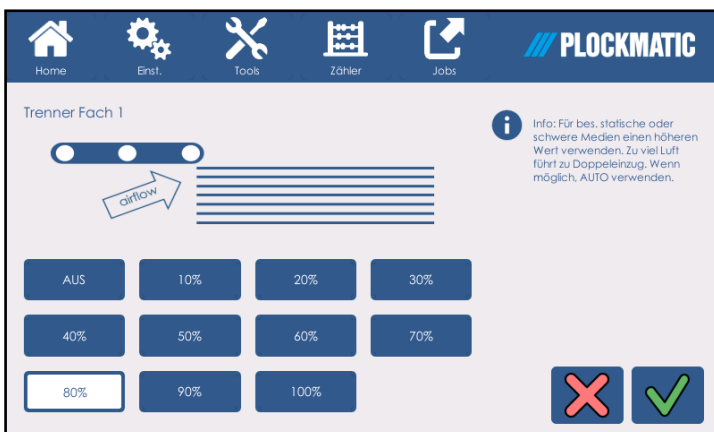 Home
Einst.
Tools
Zähler
Jobs
PLOCKMATIC
Trenner Fach 1
airflow
Info: Für bes. statische oder
schwere Medien einen höheren
Wert verwenden. Zu viel Luft
führt zu Doppeleinzug. Wenn
möglich, AUTO verwenden.
AUS
10%
20%
30%
40%
50%
60%
70%
80%
90%
100%